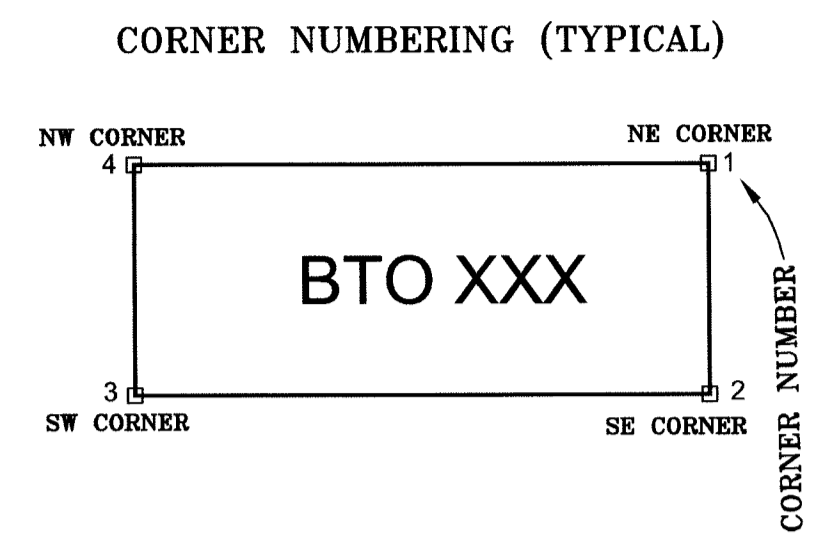 CORNER NUMBERING (TYPICAL)
NW CORNER
NE CORNER
4
1
BTO XXX
CORNER NUMBER
3
2
SW CORNER
SE CORNER